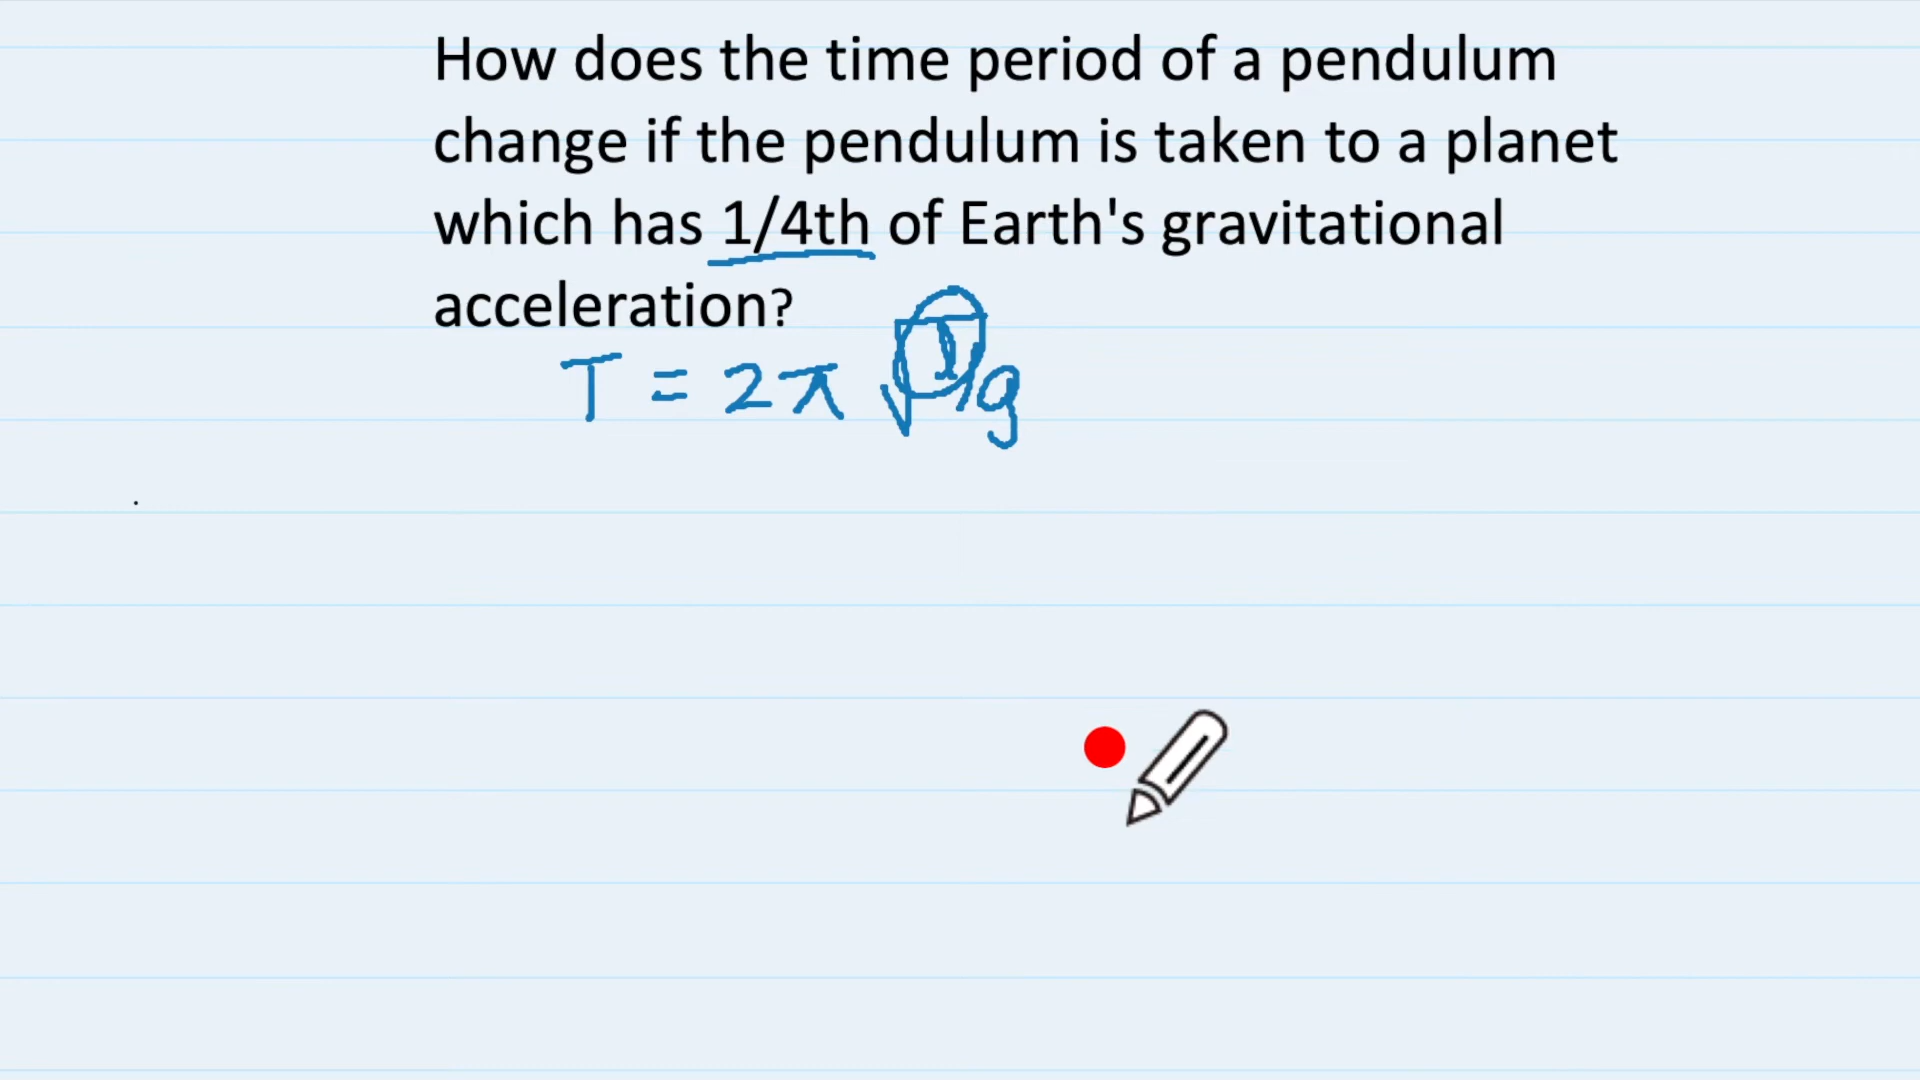 How does the time period of a pendulum
change if the pendulum is taken to a planet
which has 1/4th of Earth's gravitational
acceleration?
T = 2π √l/g